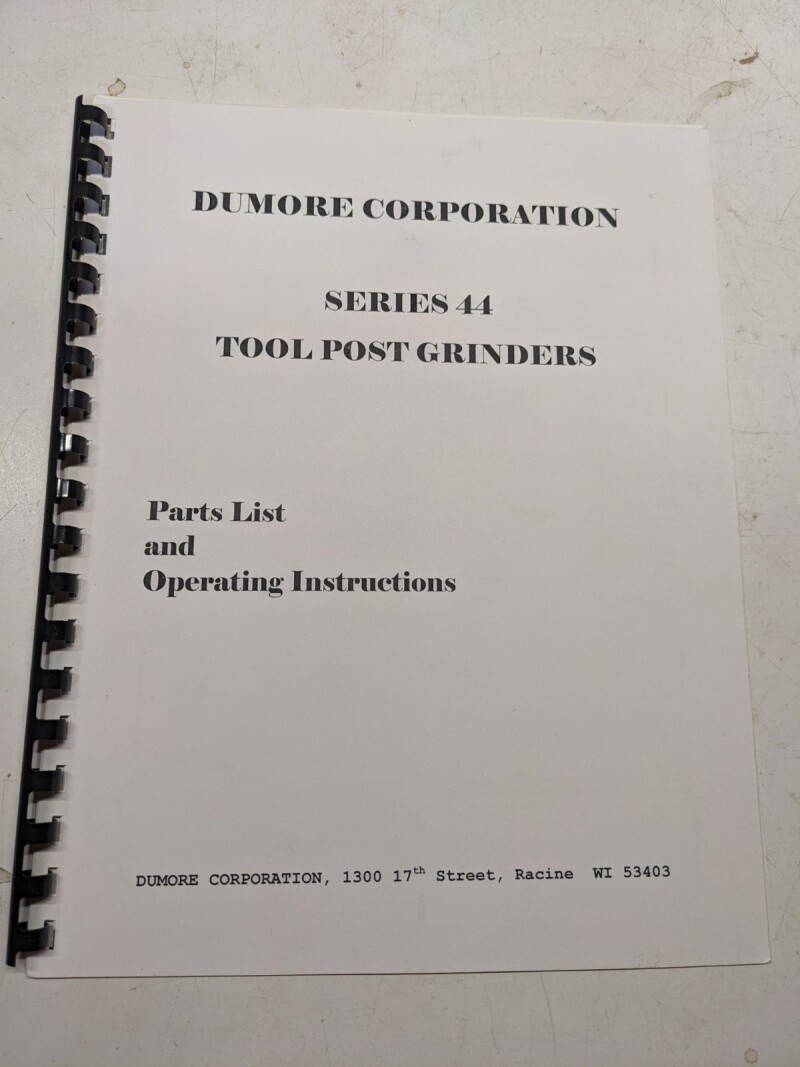 DUMORE CORPORATION
SERIES 44
TOOL POST GRINDERS
Parts List
and
Operating Instructions
DUMORE CORPORATION, 1300 17th Street, Racine WI 53403